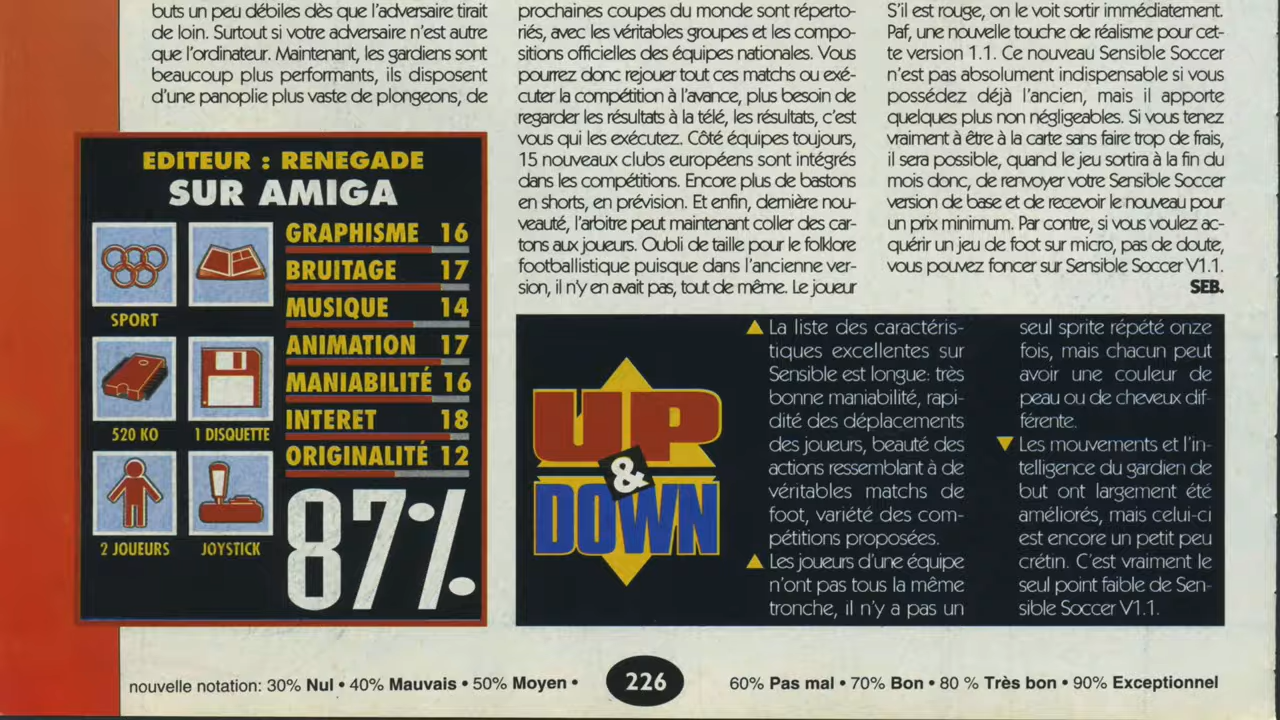 buts un peu débiles dès que l'adversaire tirait
de loin. Surtout si votre adversaire n'est autre
que l'ordinateur. Maintenant, les gardiens sont
beaucoup plus performants, ils disposent
d'une panoplie plus vaste de plongeons, de
prochaines coupes du monde sont réperto-
riés, avec les véritables groupes et les compo-
sitions officielles des équipes nationales. Vous
pourrez donc rejouer tout ces matchs ou exé-
cuter la compétition à l'avance, plus besoin de
regarder les résultats à la télé, les résultats, c'est
vous qui les exécutez. Côté équipes toujours,
15 nouveaux clubs européens sont intégrés
dans les compétitions. Encore plus de bastons
en shorts, en prévision. Et enfin, dernière nou-
veauté, l'arbitre peut maintenant coller des car-
tons aux joueurs. Oubli de taille pour le folklore
footballistique puisque dans l'ancienne ver-
sion, il n'y en avait pas, tout de même. Le joueur
S'il est rouge, on le voit sortir immédiatement.
Paf, une nouvelle touche de réalisme pour cet-
te version 1.1. Ce nouveau Sensible Soccer
n'est pas absolument indispensable si vous
possédez déjà l'ancien, mais il apporte
quelques plus non négligeables. Si vous tenez
vraiment à être à la carte sans faire trop de frais,
il sera possible, quand le jeu sortira à la fin du
mois donc, de renvoyer votre Sensible Soccer
version de base et de recevoir le nouveau pour
un prix minimum. Par contre, si vous voulez ac-
quérir un jeu de foot sur micro, pas de doute,
vous pouvez foncer sur Sensible Soccer V1.1.
SEB.
EDITEUR : RENEGADE
SUR AMIGA
SPORT
520 KO
1 DISQUETTE
2 JOUEURS
JOYSTICK
GRAPHISME 16
BRUITAGE 17
MUSIQUE 14
ANIMATION 17
MANIABILITÉ 16
INTERET 18
ORIGINALITÉ 12
87%
UP
&
DOWN
▲ La liste des caractéris-
tiques excellentes sur
Sensible est longue: très
bonne maniabilité, rapi-
dité des déplacements
des joueurs, beauté des
actions ressemblant à de
véritables matchs de
foot, variété des com-
pétitions proposées.
▲ Les joueurs d'une équipe
n'ont pas tous la même
tronche, il n'y a pas un
seul sprite répété onze
fois, mais chacun peut
avoir une couleur de
peau ou de cheveux dif-
férente.
▼ Les mouvements et l'in-
telligence du gardien de
but ont largement été
améliorés, mais celui-ci
est encore un petit peu
crétin. C'est vraiment le
seul point faible de Sen-
sible Soccer V1.1.
nouvelle notation: 30% Nul • 40% Mauvais • 50% Moyen •
226
60% Pas mal • 70% Bon • 80 % Très bon • 90% Exceptionnel